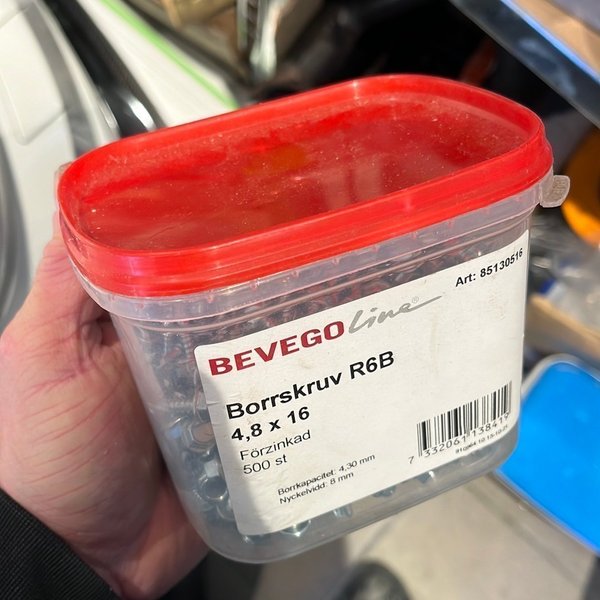 Art: 85130516
BEVEGO Line®
Borrskruv R6B
4,8 x 16
Förzinkad
500 st
Borrkapacitet: 4,30 mm
Nyckelvidd: 8 mm
7 332061 138417